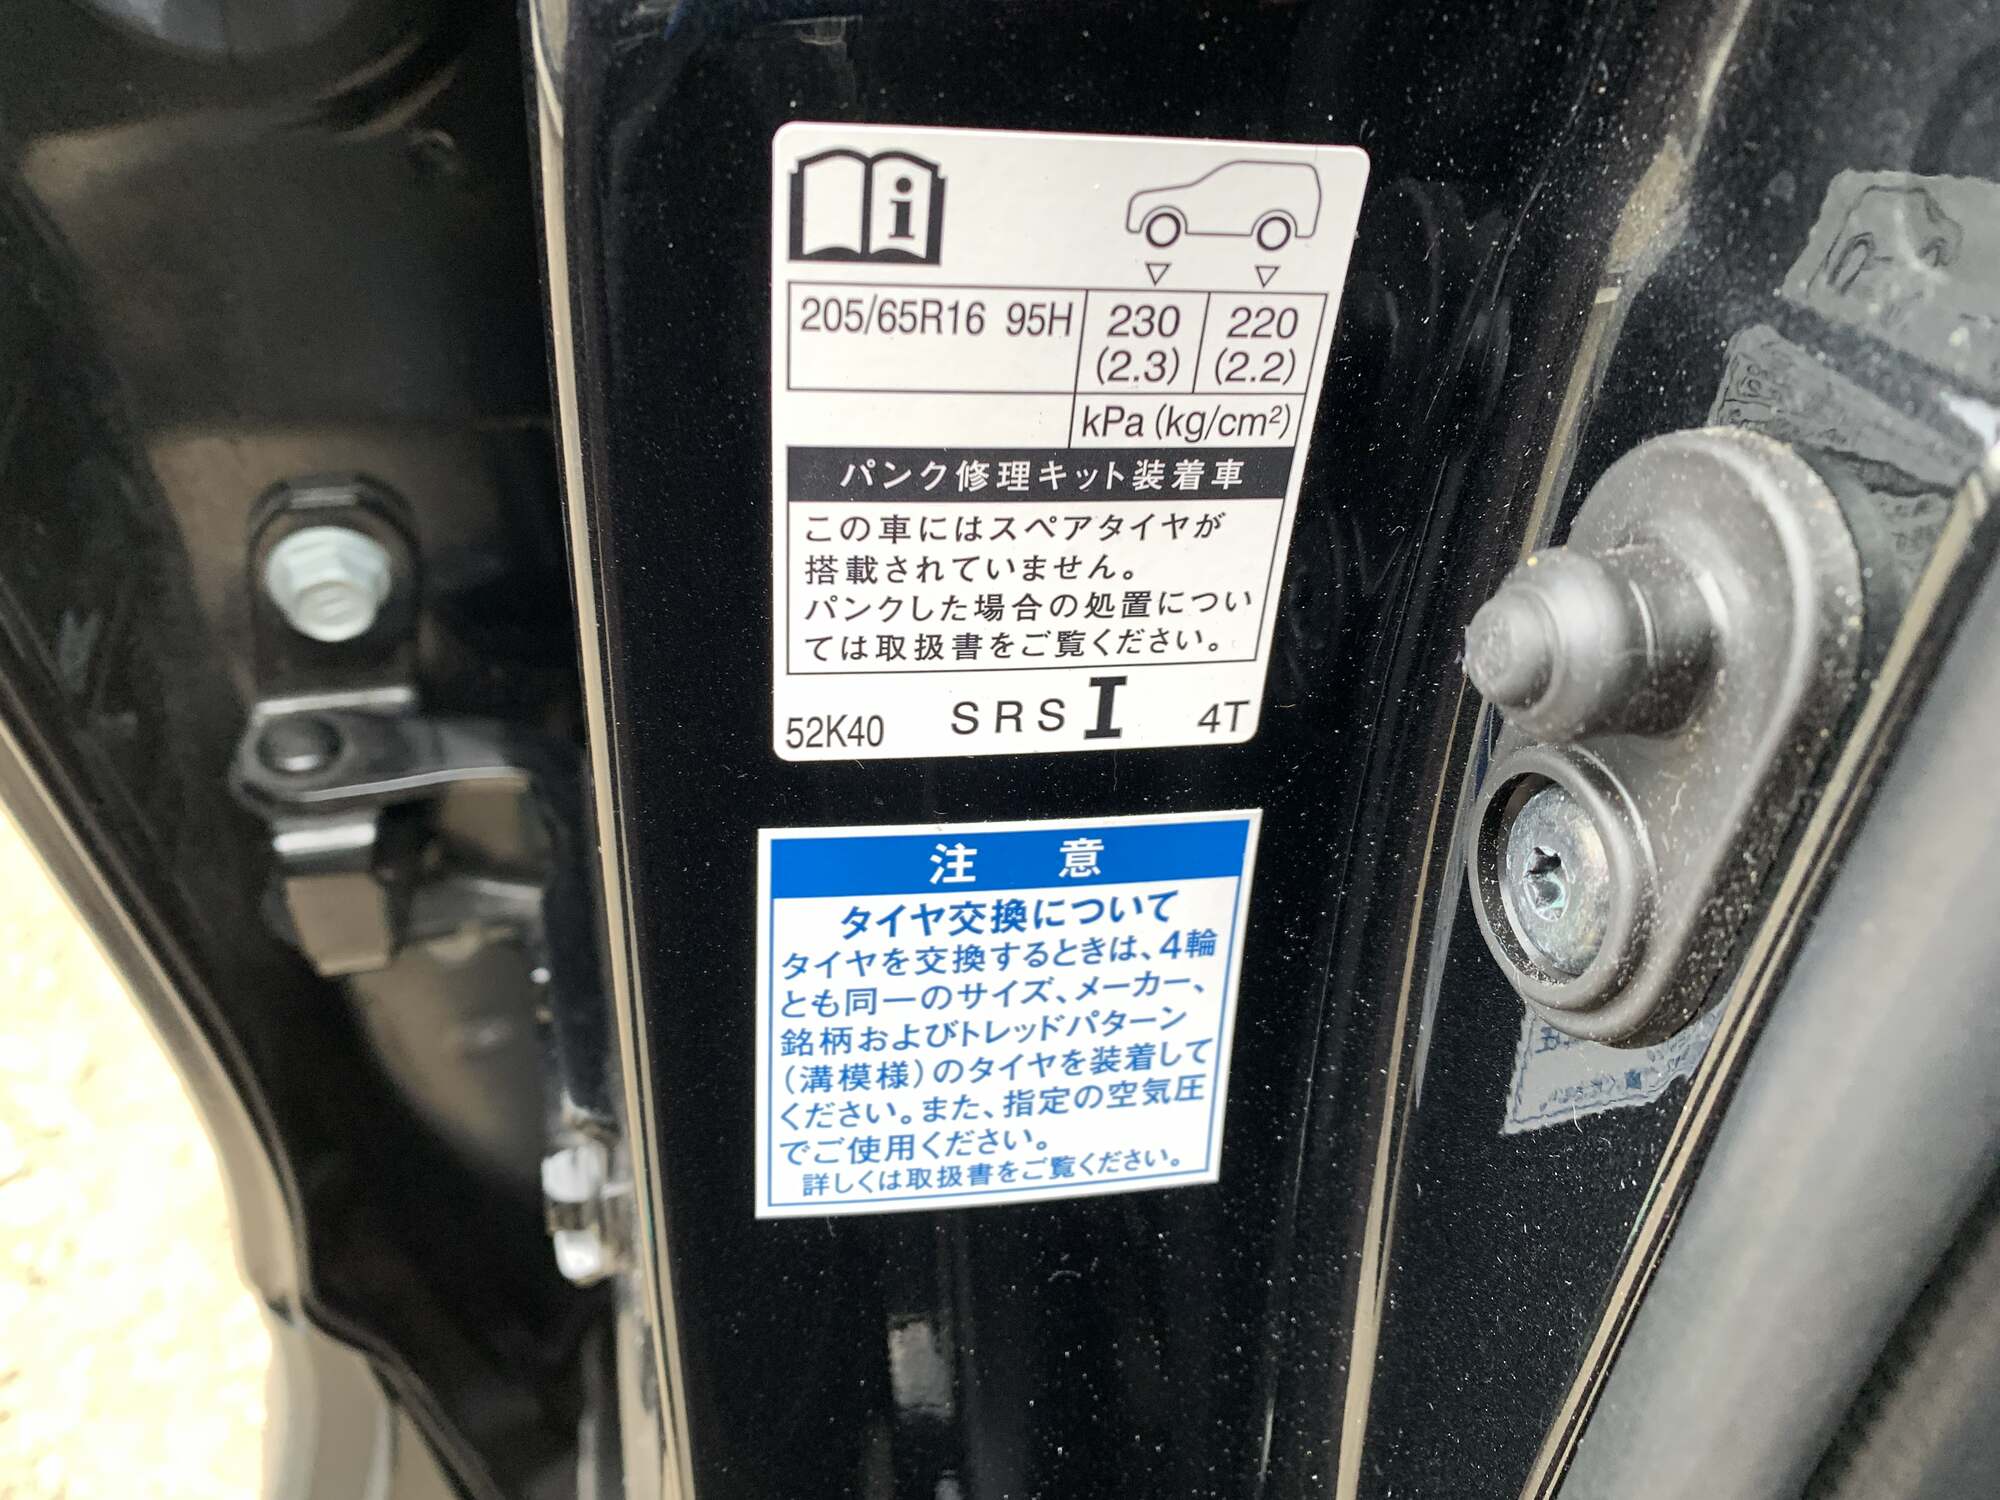 205/65R16 95H 230 220
(2.3) (2.2)
kPa (kg/cm²)
パンク修理キット装着車
この車にはスペアタイヤが
搭載されていません。
パンクした場合の処置につい
ては取扱書をご覧ください。
52K40 SRS I 4T
注 意
タイヤ交換について
タイヤを交換するときは、4輪
とも同一のサイズ、メーカー、
銘柄およびトレッドパターン
(溝模様)のタイヤを装着して
ください。また、指定の空気圧
でご使用ください。
詳しくは取扱書をご覧ください。